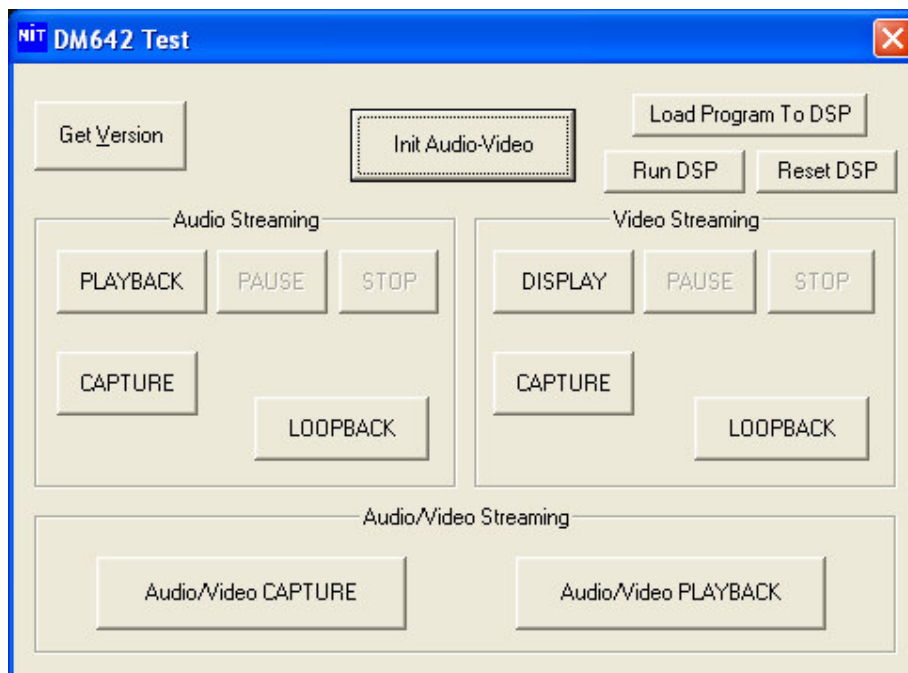 NiT DM642 Test
Get Version
Init Audio-Video
Load Program To DSP
Run DSP Reset DSP
Audio Streaming
PLAYBACK PAUSE STOP
CAPTURE
LOOPBACK
Video Streaming
DISPLAY PAUSE STOP
CAPTURE
LOOPBACK
Audio/Video Streaming
Audio/Video CAPTURE Audio/Video PLAYBACK